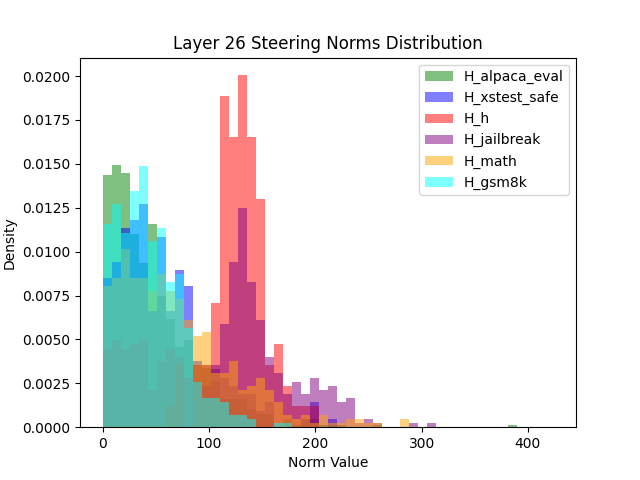 Layer 26 Steering Norms Distribution
Density
0.0200
0.0175
0.0150
0.0125
0.0100
0.0075
0.0050
0.0025
0.0000
H_alpaca_eval
H_xstest_safe
H_h
H_jailbreak
H_math
H_gsm8k
0 100 200 300 400
Norm Value